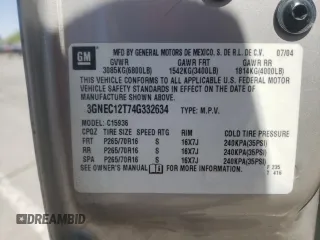 GM
MFD BY GENERAL MOTORS DE MEXICO, S. DE R.L. DE C.V. 07/04
GVWR GAWR FRT GAWR RR
3085KG(6800LB) 1542KG(3400LB) 1814KG(4000LB)
THIS VEHICLE CONFORMS TO ALL APPLICABLE U.S. FEDERAL MOTOR
VEHICLE SAFETY STANDARDS IN EFFECT ON THE DATE OF
MANUFACTURE SHOWN ABOVE.
3GNEC12T74G332634 TYPE: M.P.V.
MODEL: C15936
CPOZ TIRE SIZE SPEED RTG RIM COLD TIRE PRESSURE
FRT P265/70R16 S 16X7J 240KPA(35PSI)
RR P265/70R16 S 16X7J 240KPA(35PSI)
SPA P265/70R16 S 16X7J 240KPA(35PSI)
SEE OWNER'S MANUAL FOR MORE INFORMATION
AUTOBIDMASTER